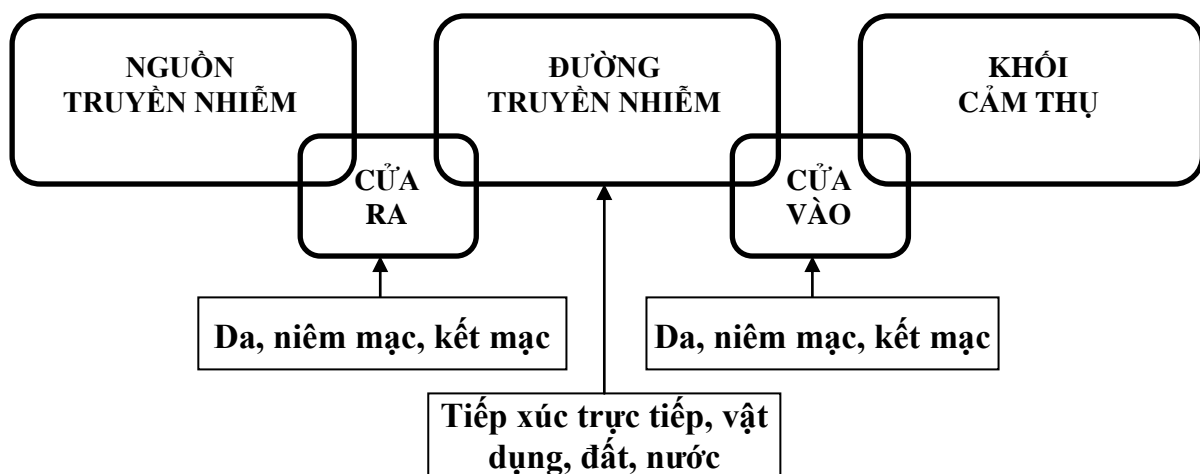 NGUỒN
TRUYỀN NHIỄM
ĐƯỜNG
TRUYỀN NHIỄM
KHỐI
CẢM THỤ
CỬA
RA
CỬA
VÀO
Da, niêm mạc, kết mạc
Da, niêm mạc, kết mạc
Tiếp xúc trực tiếp, vật
dụng, đất, nước